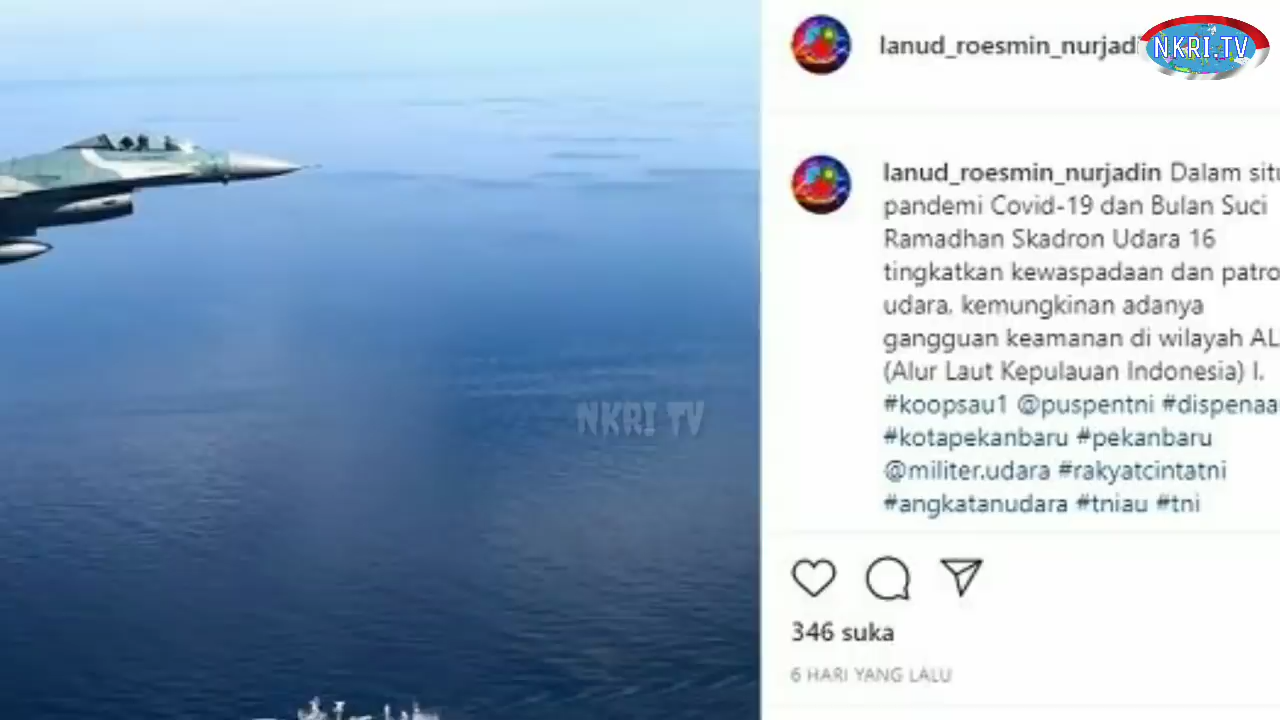 lanud_roesmin_nurjadi
NKRI.TV
lanud_roesmin_nurjadin Dalam situ
pandemi Covid-19 dan Bulan Suci
Ramadhan Skadron Udara 16
tingkatkan kewaspadaan dan patro
udara, kemungkinan adanya
gangguan keamanan di wilayah AL
(Alur Laut Kepulauan Indonesia) I.
#koopsau1 @puspentni #dispenaa
#kotapekanbaru #pekanbaru
@militer.udara #rakyatcintatni
#angkatanudara #tniau #tni
NKRI TV
346 suka
6 HARI YANG LALU